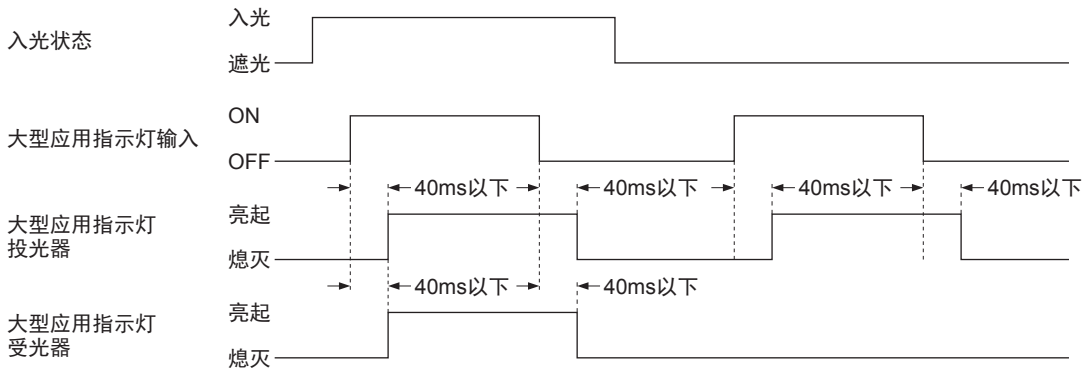 入光状态
入光
遮光
大型应用指示灯输入
ON
OFF
40ms以下
40ms以下
40ms以下
40ms以下
大型应用指示灯
投光器
亮起
熄灭
40ms以下
40ms以下
大型应用指示灯
受光器
亮起
熄灭